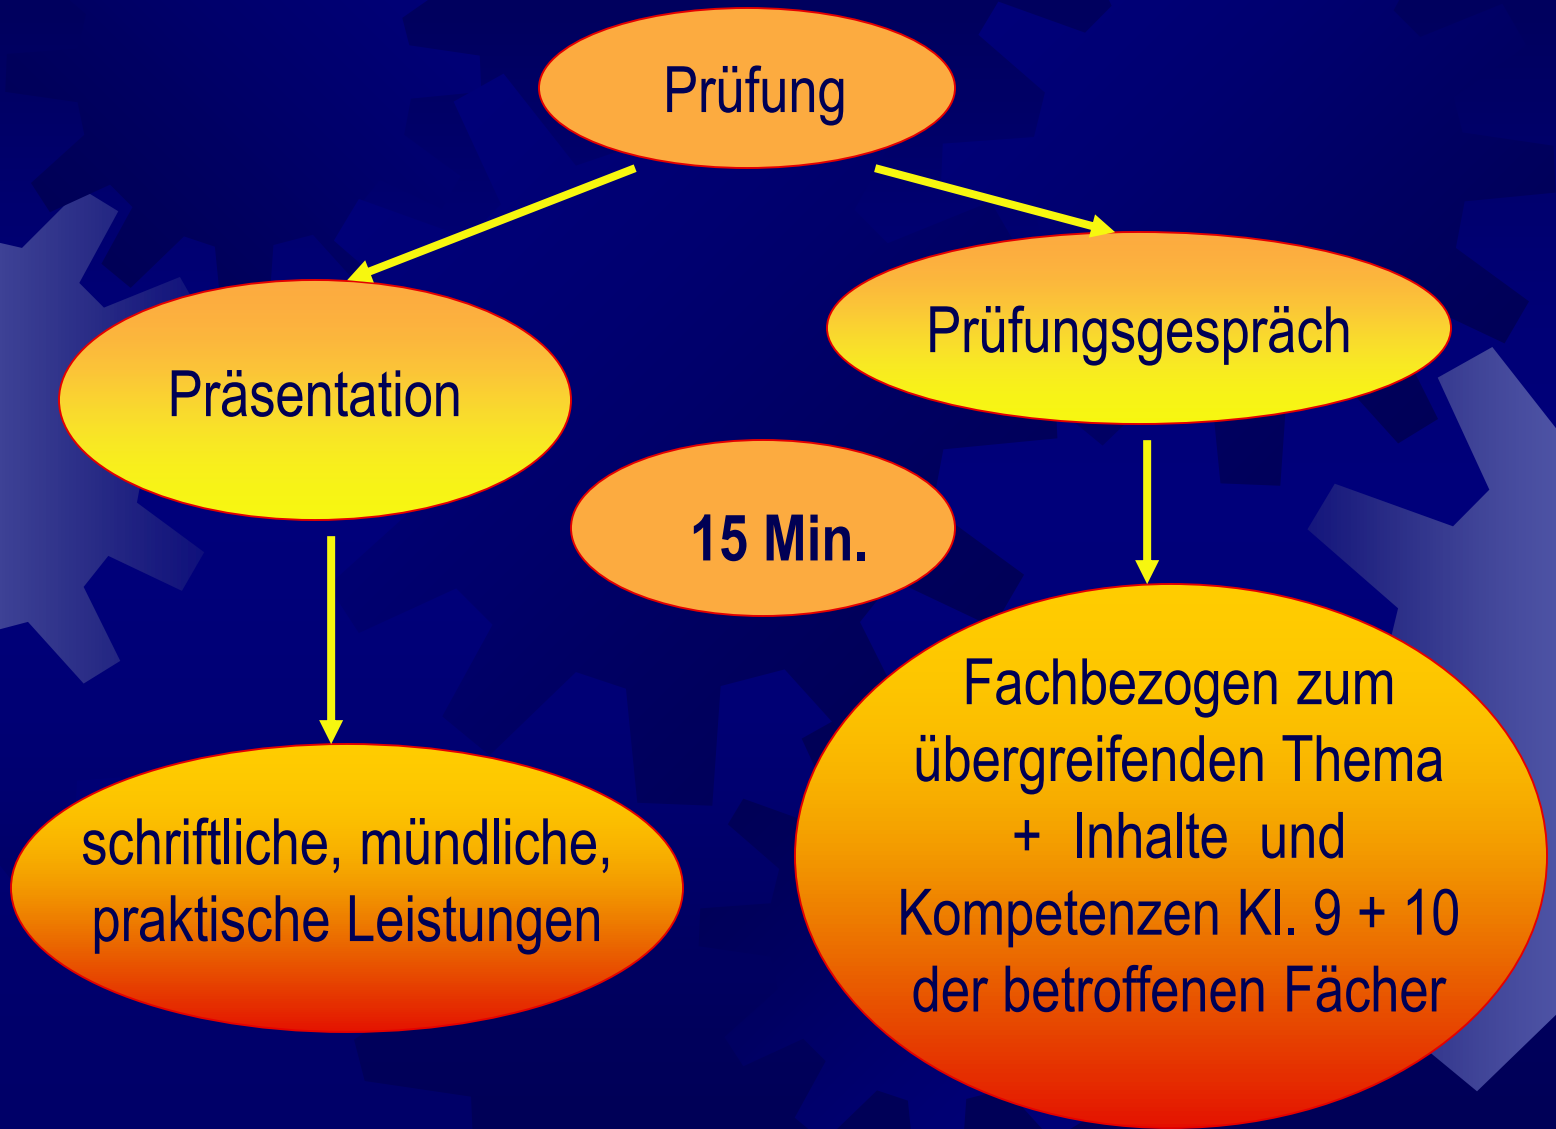 Prüfung
Prüfungsgespräch
Präsentation
15 Min.
Fachbezogen zum
übergreifenden Thema
+ Inhalte und
Kompetenzen Kl. 9 + 10
der betroffenen Fächer
schriftliche, mündliche,
praktische Leistungen